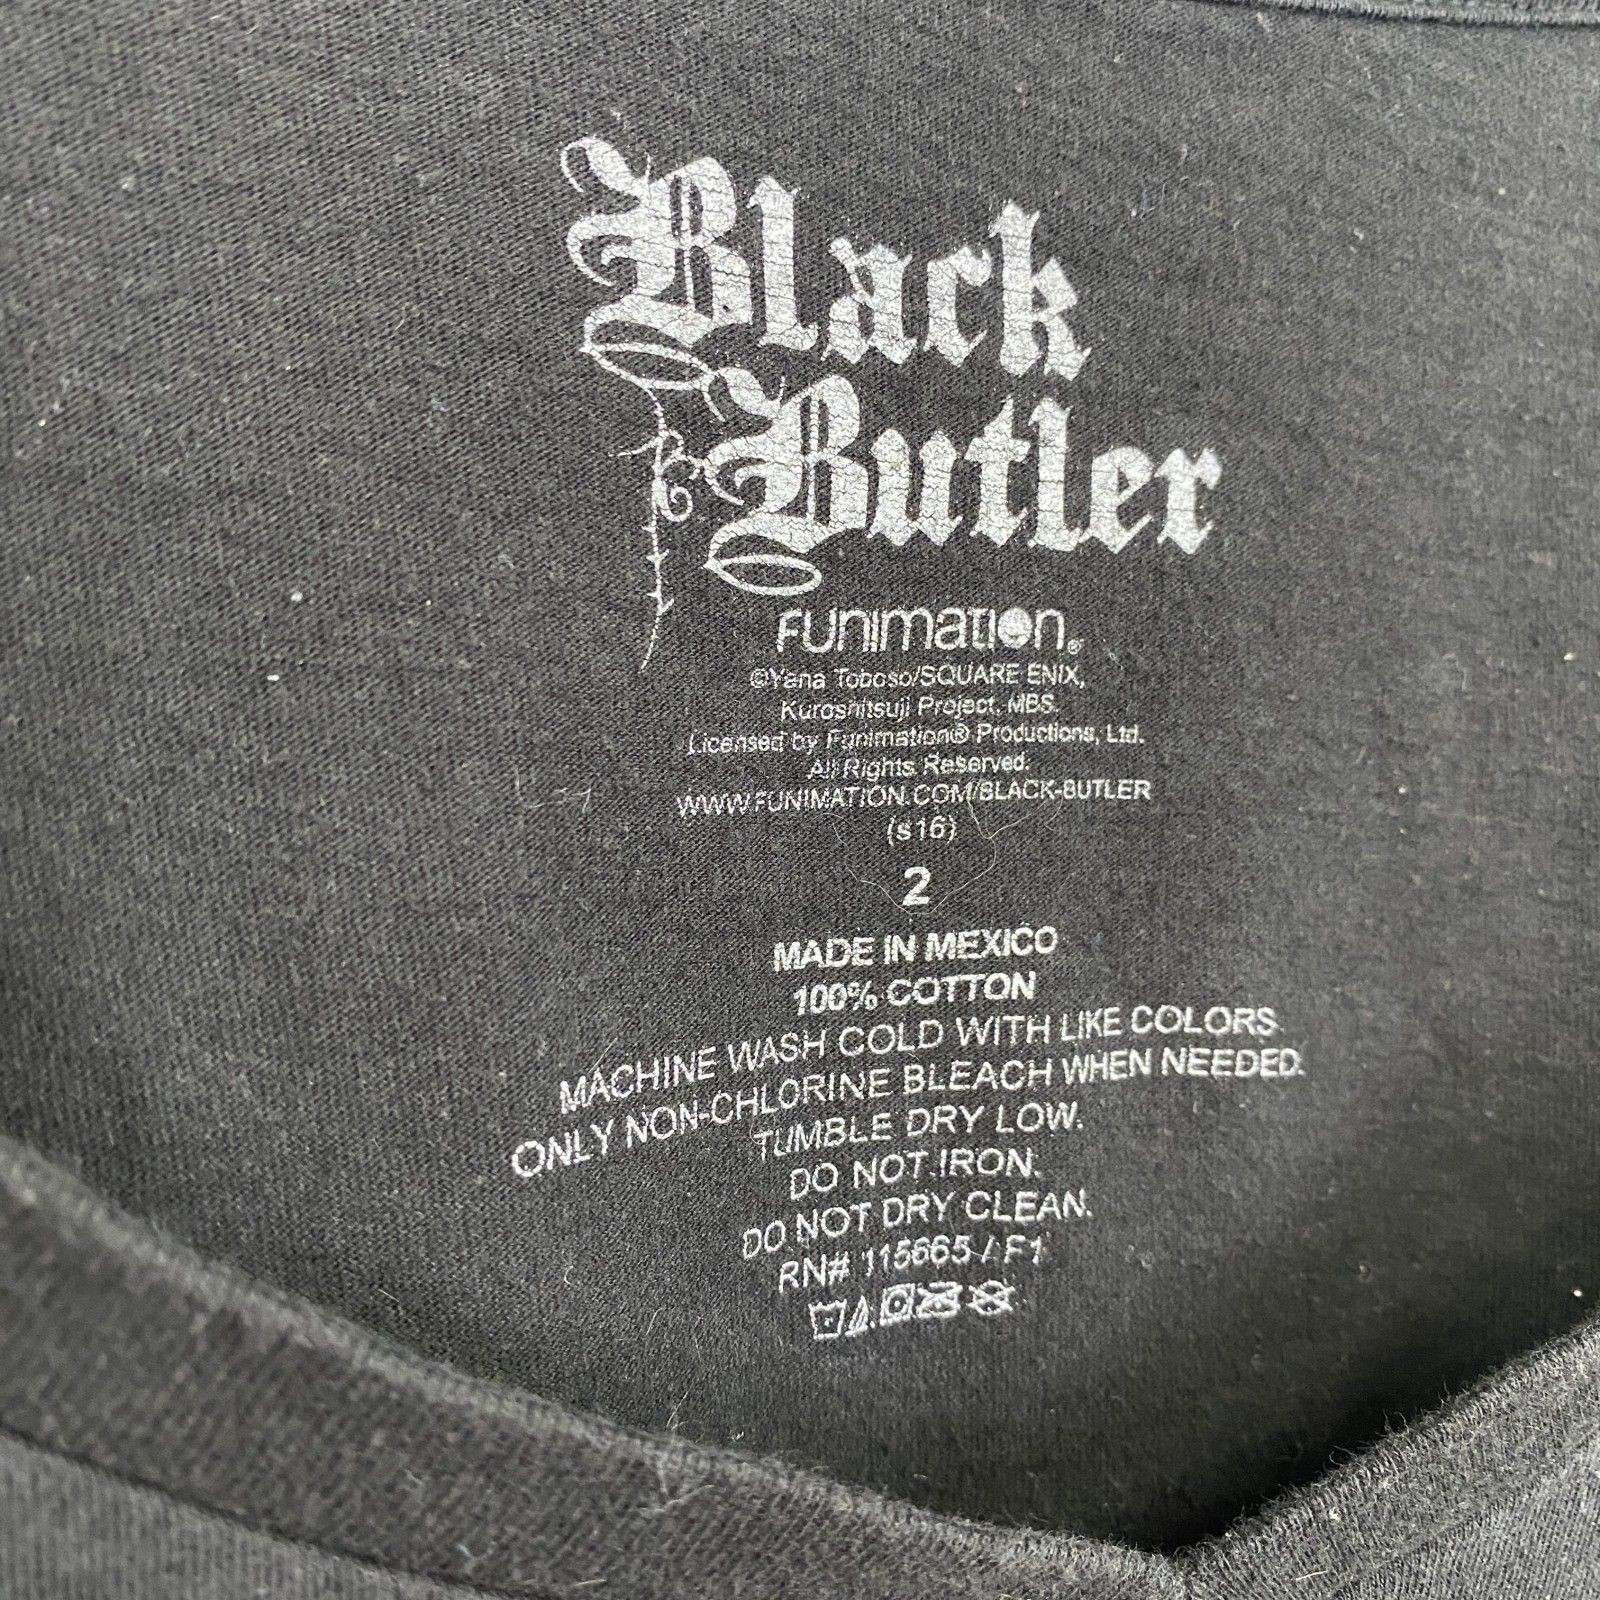 Black
Butler
FUNimation®
©Yana Toboso/SQUARE ENIX,
Kuroshitsuji Project, MBS.
Licensed by Funimation® Productions, Ltd.
All Rights Reserved.
WWW.FUNIMATION.COM/BLACK-BUTLER
(s16)
2
MADE IN MEXICO
100% COTTON
MACHINE WASH COLD WITH LIKE COLORS.
ONLY NON-CHLORINE BLEACH WHEN NEEDED.
TUMBLE DRY LOW.
DO NOT IRON.
DO NOT DRY CLEAN.
RN# 115665 / F1